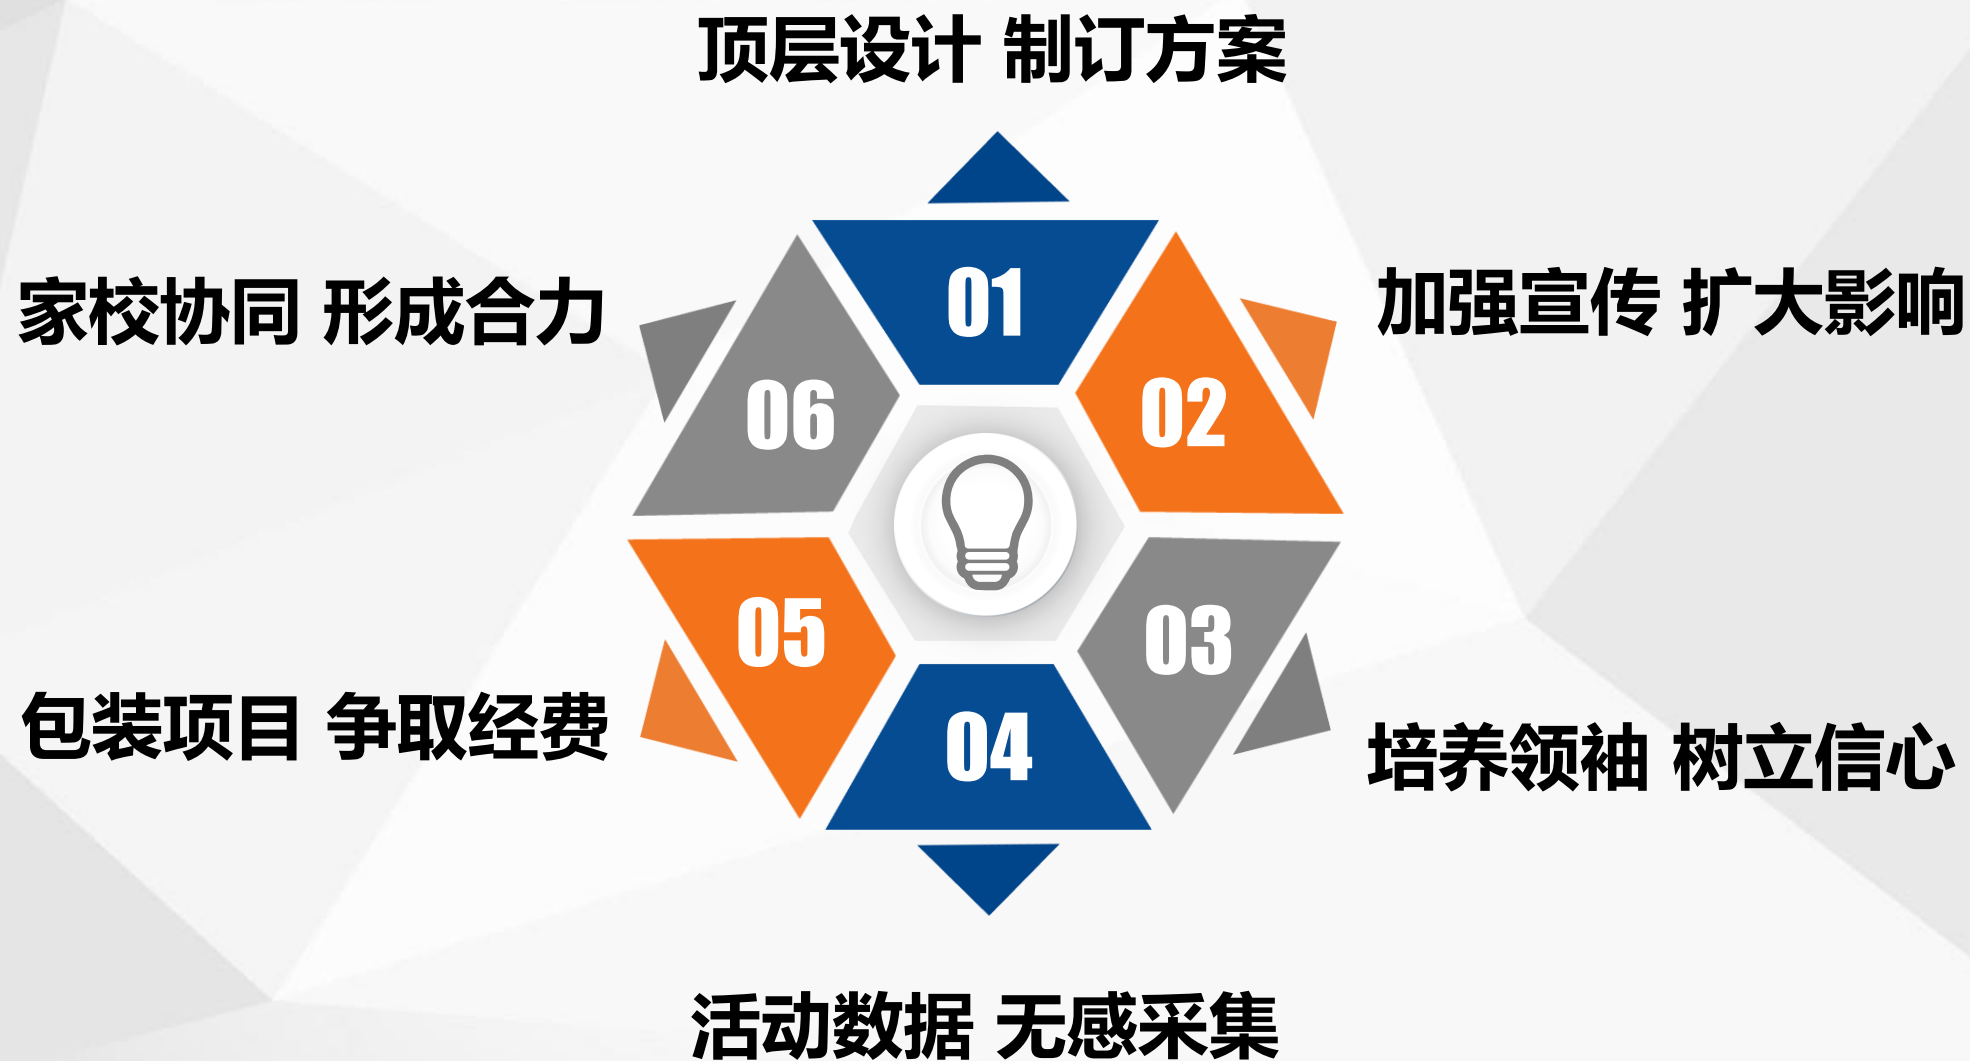 顶层设计 制订方案
01
加强宣传 扩大影响
02
家校协同 形成合力
06
05
03
培养领袖 树立信心
包装项目 争取经费
04
活动数据 无感采集